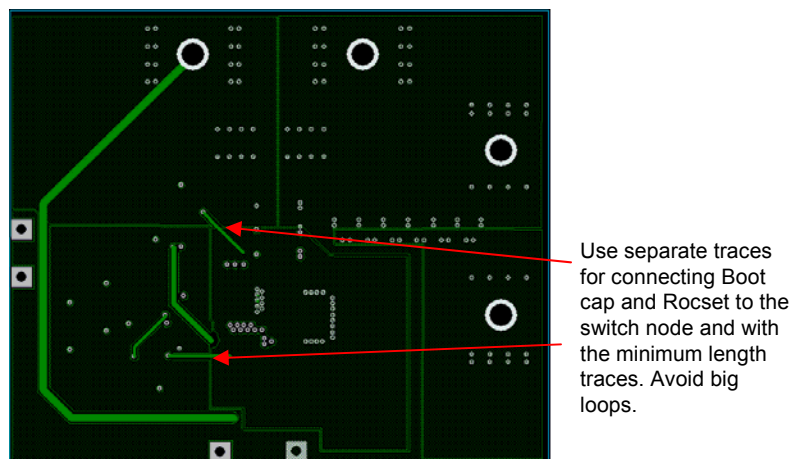 Use separate traces
for connecting Boot
cap and Rocset to the
switch node and with
the minimum length
traces. Avoid big
loops.